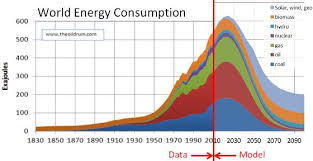 World Energy Consumption
www.theoildrum.com
Exajoules
600
500
400
300
200
100
0
Solar, wind, geo
biomass
hydro
nuclear
gas
oil
coal
1830 1850 1870 1890 1910 1930 1950 1970 1990 2010 2030 2050 2070 2090
Data
Model